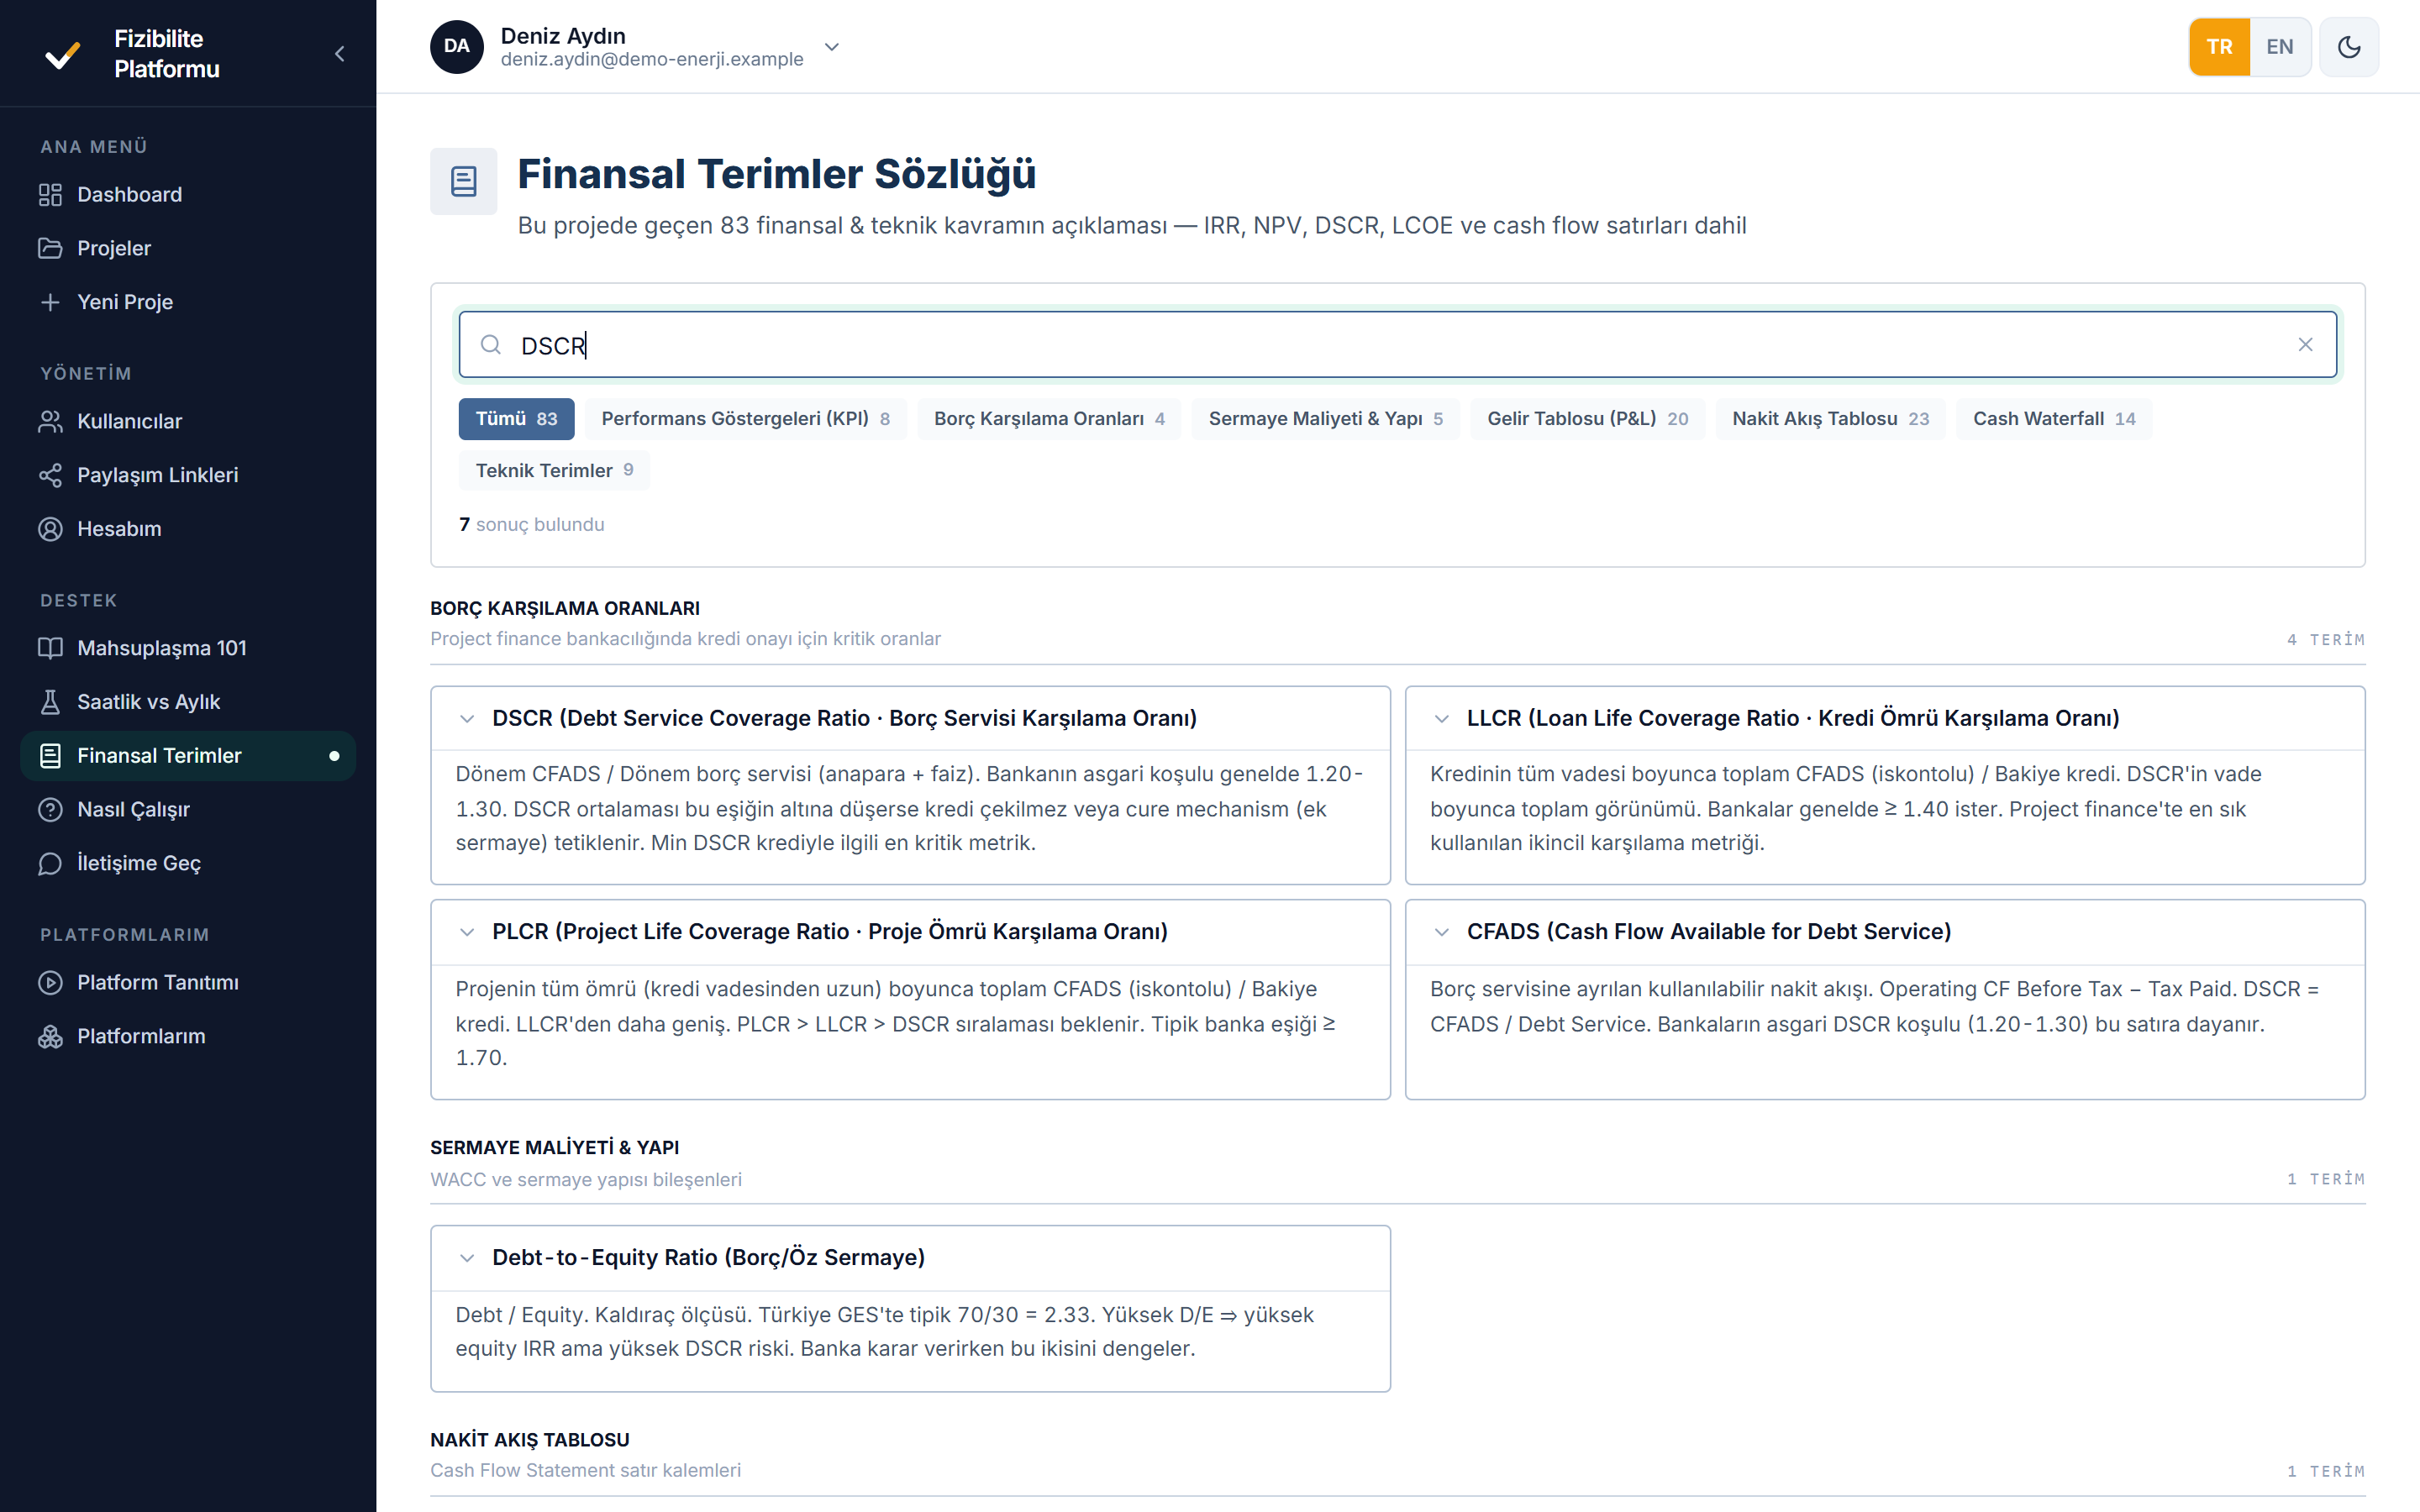 Fizibilite
Platformu
ANA MENÜ
Dashboard
Projeler
Yeni Proje
YÖNETİM
Kullanıcılar
Paylaşım Linkleri
Hesabım
DESTEK
Mahsuplaşma 101
Saatlik vs Aylık
Finansal Terimler
Nasıl Çalışır
İletişime Geç
PLATFORMLARIM
Platform Tanıtımı
Platformlarım
DA
Deniz Aydın
deniz.aydin@demo-enerji.example
TR EN
Finansal Terimler Sözlüğü
Bu projede geçen 83 finansal & teknik kavramın açıklaması — IRR, NPV, DSCR, LCOE ve cash flow satırları dahil
DSCR
Tümü 83 Performans Göstergeleri (KPI) 8 Borç Karşılama Oranları 4 Sermaye Maliyeti & Yapı 5 Gelir Tablosu (P&L) 20 Nakit Akış Tablosu 23 Cash Waterfall 14
Teknik Terimler 9
7 sonuç bulundu
BORÇ KARŞILAMA ORANLARI
Project finance bankacılığında kredi onayı için kritik oranlar
4 TERİM
DSCR (Debt Service Coverage Ratio · Borç Servisi Karşılama Oranı)
Dönem CFADS / Dönem borç servisi (anapara + faiz). Bankanın asgari koşulu genelde 1.20-
1.30. DSCR ortalaması bu eşiğin altına düşerse kredi çekilmez veya cure mechanism (ek
sermaye) tetiklenir. Min DSCR krediyle ilgili en kritik metrik.
LLCR (Loan Life Coverage Ratio · Kredi Ömrü Karşılama Oranı)
Kredinin tüm vadesi boyunca toplam CFADS (iskontolu) / Bakiye kredi. DSCR'in vade
boyunca toplam görünümü. Bankalar genelde ≥ 1.40 ister. Project finance'te en sık
kullanılan ikincil karşılama metriği.
PLCR (Project Life Coverage Ratio · Proje Ömrü Karşılama Oranı)
Projenin tüm ömrü (kredi vadesinden uzun) boyunca toplam CFADS (iskontolu) / Bakiye
kredi. LLCR'den daha geniş. PLCR > LLCR > DSCR sıralaması beklenir. Tipik banka eşiği ≥
1.70.
CFADS (Cash Flow Available for Debt Service)
Borç servisine ayrılan kullanılabilir nakit akışı. Operating CF Before Tax − Tax Paid. DSCR =
CFADS / Debt Service. Bankaların asgari DSCR koşulu (1.20-1.30) bu satıra dayanır.
SERMAYE MALİYETİ & YAPI
WACC ve sermaye yapısı bileşenleri
1 TERİM
Debt-to-Equity Ratio (Borç/Öz Sermaye)
Debt / Equity. Kaldıraç ölçüsü. Türkiye GES'te tipik 70/30 = 2.33. Yüksek D/E ⇒ yüksek
equity IRR ama yüksek DSCR riski. Banka karar verirken bu ikisini dengeler.
NAKİT AKIŞ TABLOSU
Cash Flow Statement satır kalemleri
1 TERİM